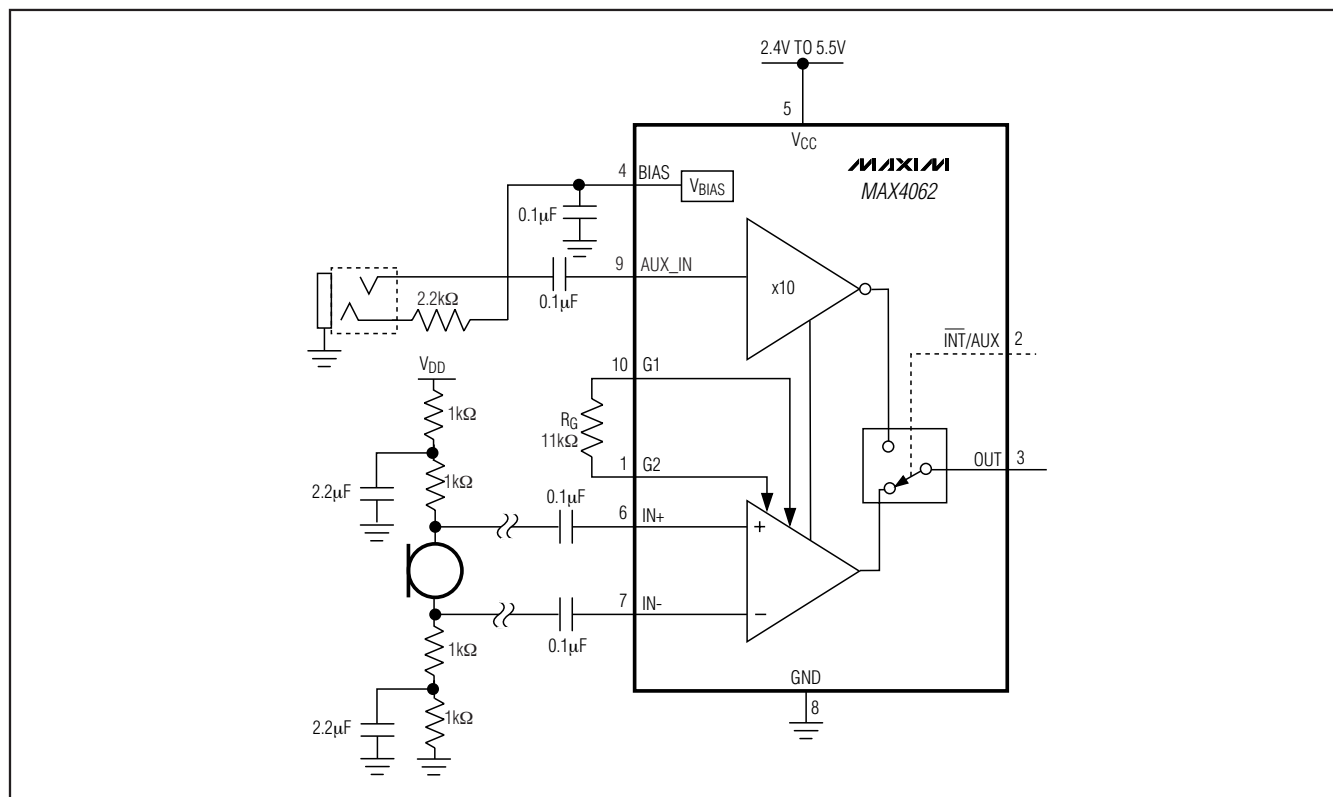 2.4V TO 5.5V
5
VCC
MAXIM
MAX4062
4
BIAS
VBIAS
0.1µF
9
AUX_IN
0.1µF
x10
2.2kΩ
INT/AUX
2
VDD
10
G1
1kΩ
RG
11kΩ
1
G2
OUT
3
1kΩ
2.2µF
0.1µF
6
IN+
+
7
IN-
−
0.1µF
1kΩ
GND
8
2.2µF
1kΩ